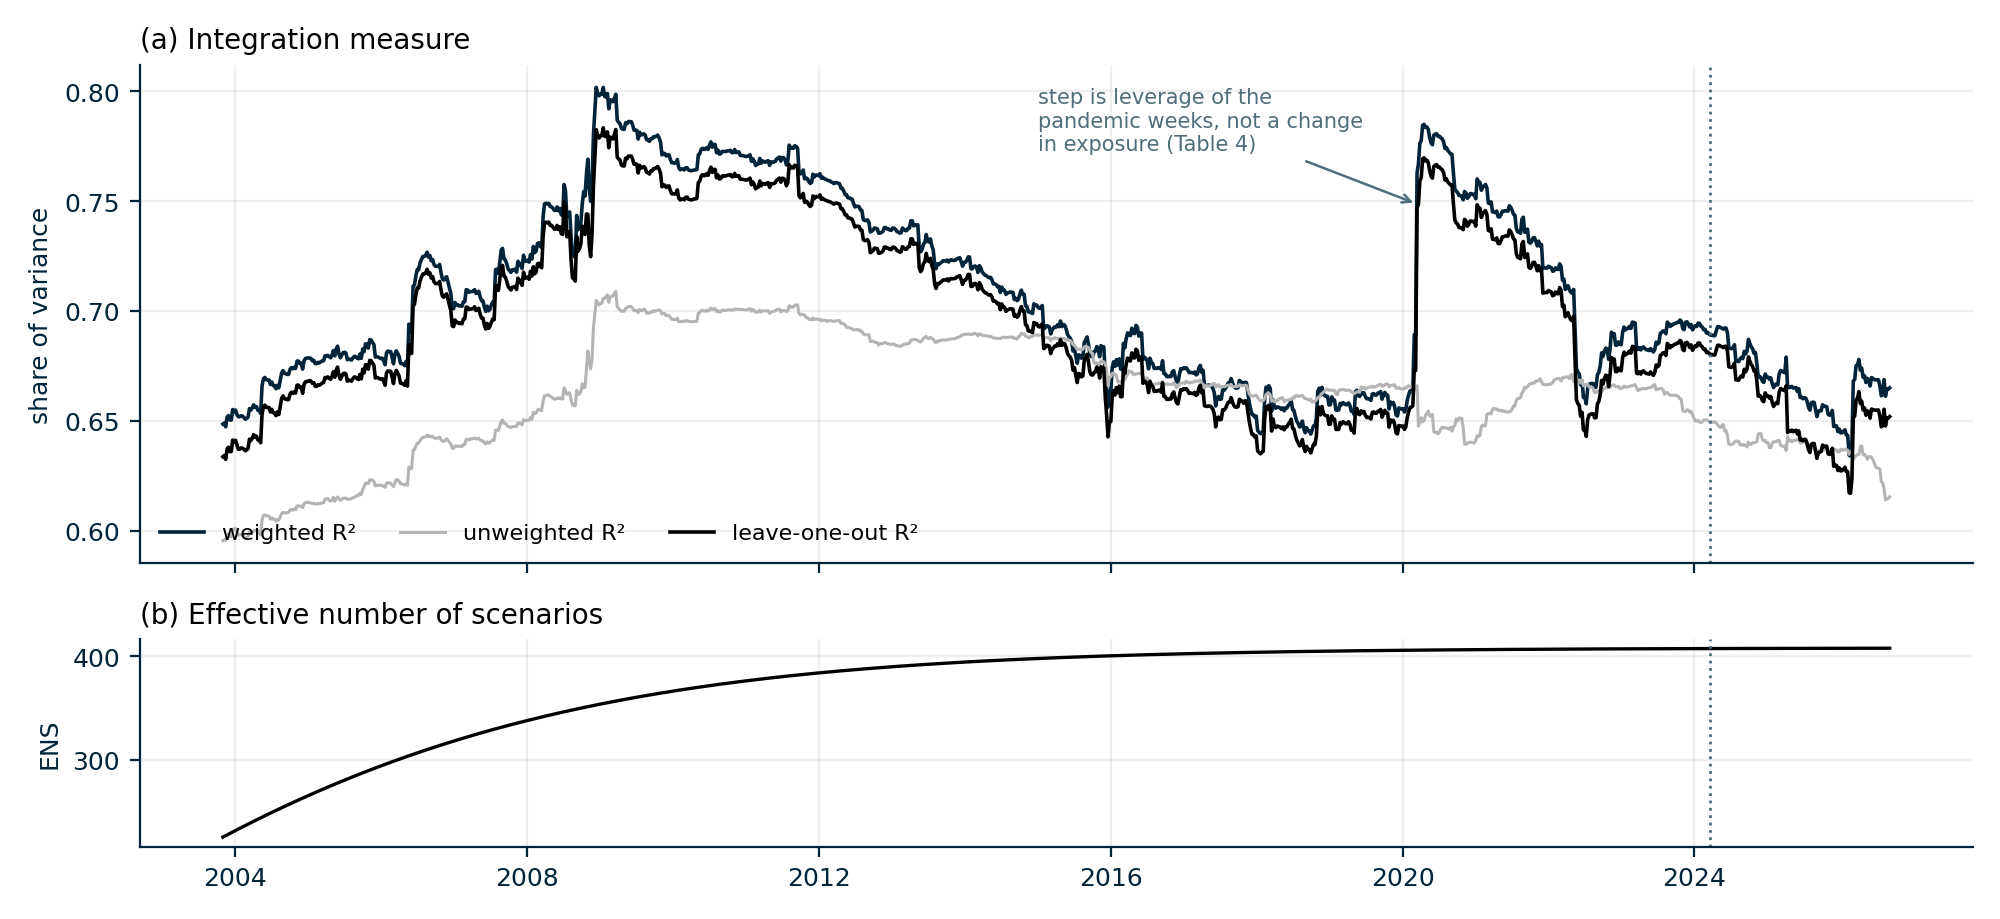 (a) Integration measure
share of variance
0.80
0.75
0.70
0.65
0.60
step is leverage of the
pandemic weeks, not a change
in exposure (Table 4)
weighted R²
unweighted R²
leave-one-out R²
(b) Effective number of scenarios
ENS
400
300
2004
2008
2012
2016
2020
2024